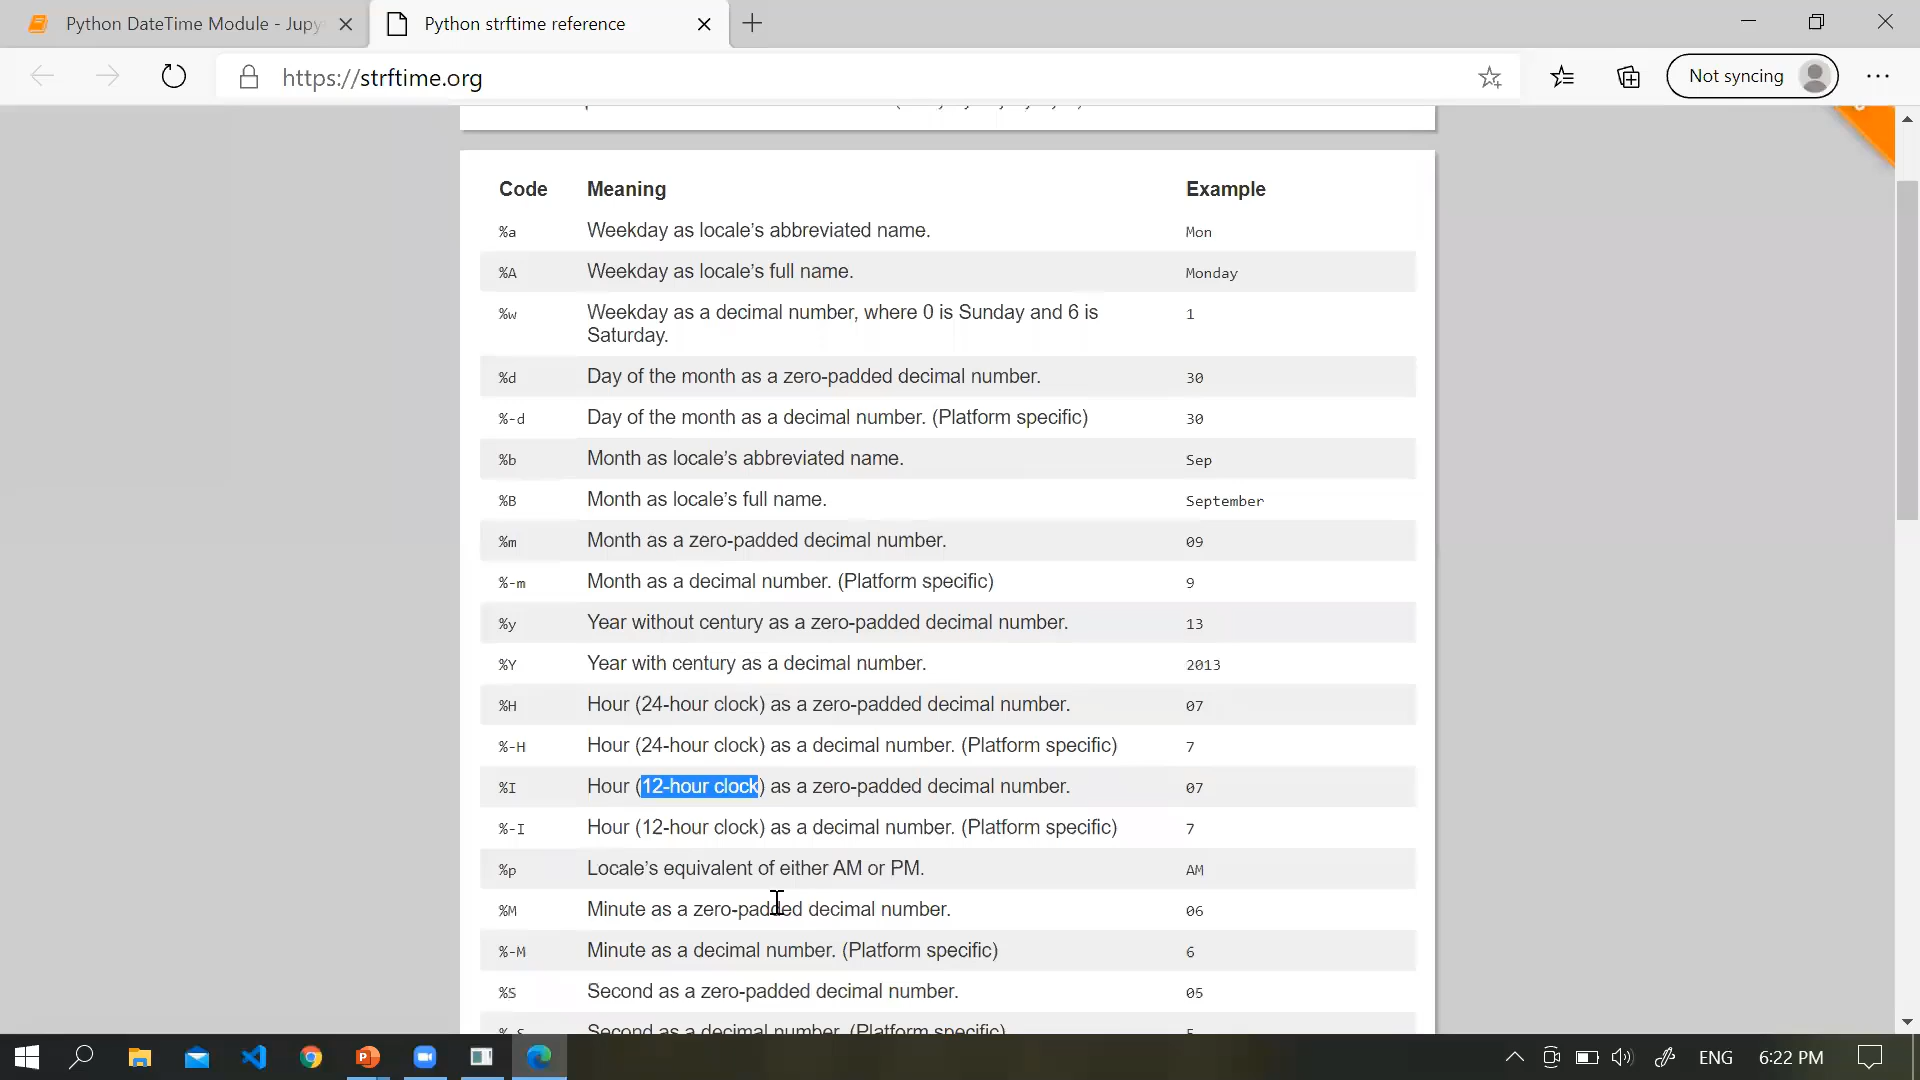 Python DateTime Module - Jupy
Python strftime reference
https://strftime.org
Not syncing
Code Meaning Example
%a Weekday as locale’s abbreviated name. Mon
%A Weekday as locale’s full name. Monday
%w Weekday as a decimal number, where 0 is Sunday and 6 is 1
Saturday.
%d Day of the month as a zero-padded decimal number. 30
%-d Day of the month as a decimal number. (Platform specific) 30
%b Month as locale’s abbreviated name. Sep
%B Month as locale’s full name. September
%m Month as a zero-padded decimal number. 09
%-m Month as a decimal number. (Platform specific) 9
%y Year without century as a zero-padded decimal number. 13
%Y Year with century as a decimal number. 2013
%H Hour (24-hour clock) as a zero-padded decimal number. 07
%-H Hour (24-hour clock) as a decimal number. (Platform specific) 7
%I Hour (12-hour clock) as a zero-padded decimal number. 07
%-I Hour (12-hour clock) as a decimal number. (Platform specific) 7
%p Locale’s equivalent of either AM or PM. AM
%M Minute as a zero-padded decimal number. 06
%-M Minute as a decimal number. (Platform specific) 6
%S Second as a zero-padded decimal number. 05
Second as a decimal number. (Platform specific)
ENG 6:22 PM